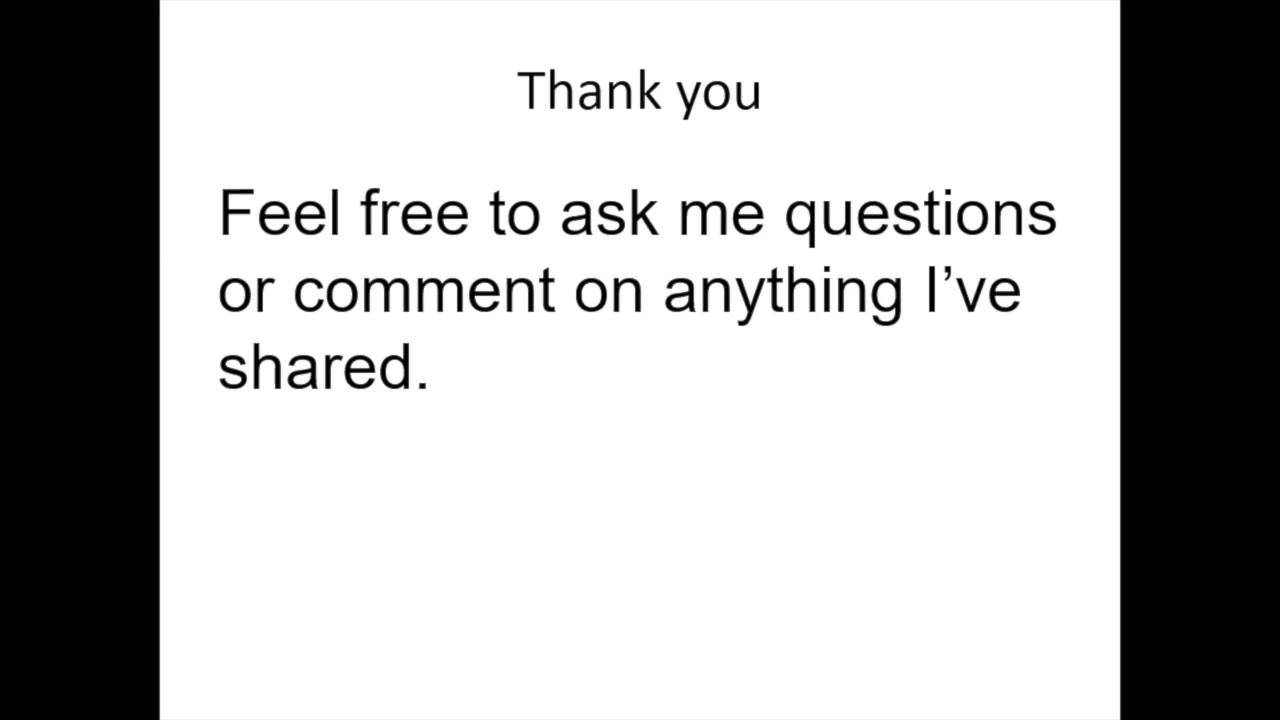 Thank you
Feel free to ask me questions
or comment on anything I’ve
shared.